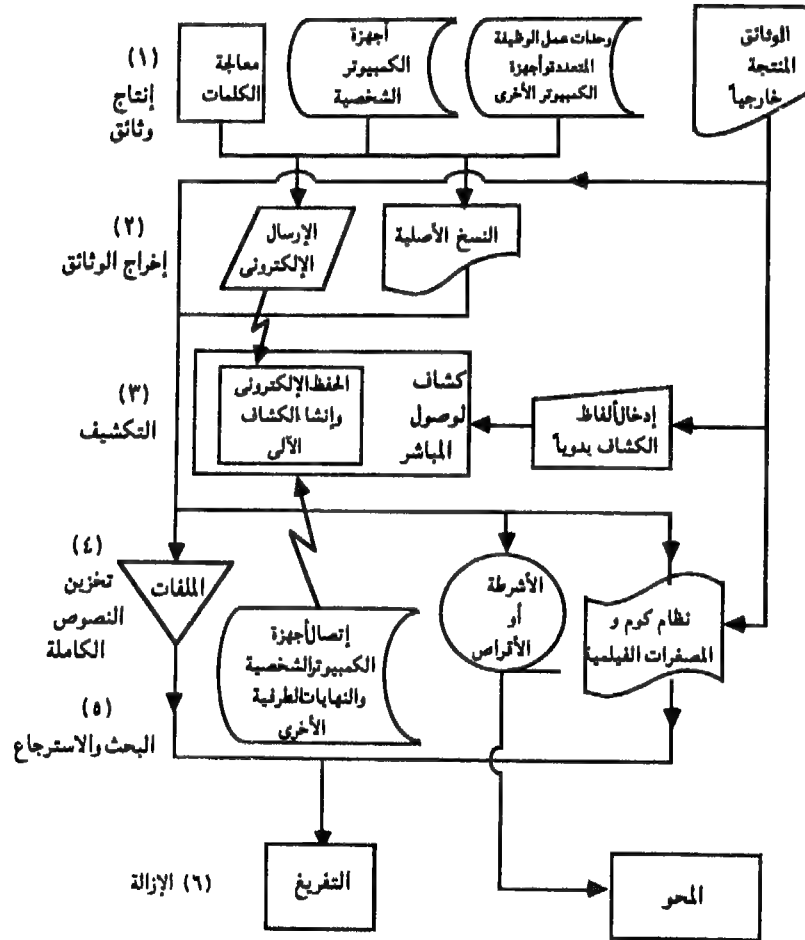 (١)
إنتاج
وثائق
معالجة
الكلمات
أجهزة
الكمبيوتر
الشخصية
وحدات عمل الوظيفة
المتعددة وأجهزة
الكمبيوتر الأخرى
الوثائق
المنتجة
خارجياً
(٢)
إخراج الوثائق
الإرسال
الإلكترونى
النسخ الأصلية
(٣)
التكشيف
الحفظ الإلكترونى
وإنشاء الكشاف
الآلى
كشاف
لوصول
المباشر
إدخال ألفاظ
الكشاف يدوياً
(٤)
تخزين
النصوص
الكاملة
الملفات
الأشرطة
أو
الأقراص
نظام كوم و
المصغرات الفيلمية
إتصال أجهزة
الكمبيوتر الشخصية
والنهايات الطرفية
الأخرى
(٥)
البحث والاسترجاع
(٦) الإزالة
التفريغ
المحو